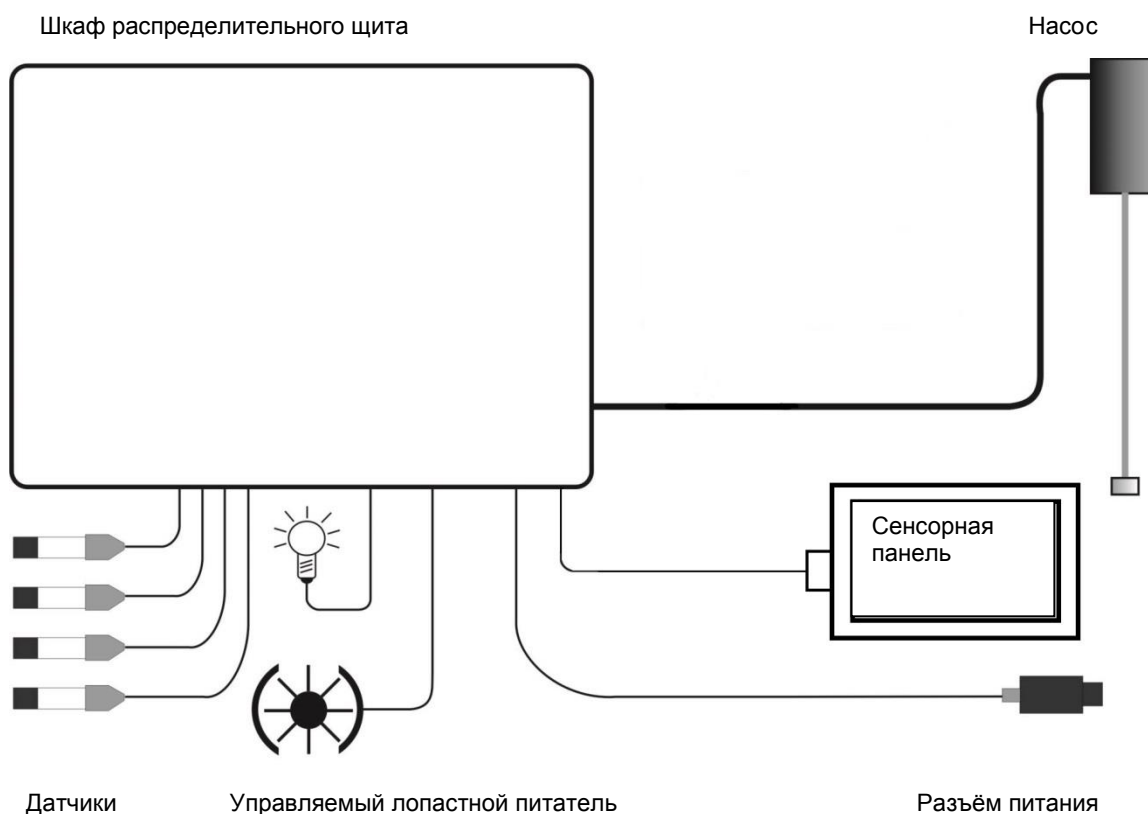 Шкаф распределительного щита
Насос
Сенсорная
панель
Датчики
Управляемый лопастной питатель
Разъём питания